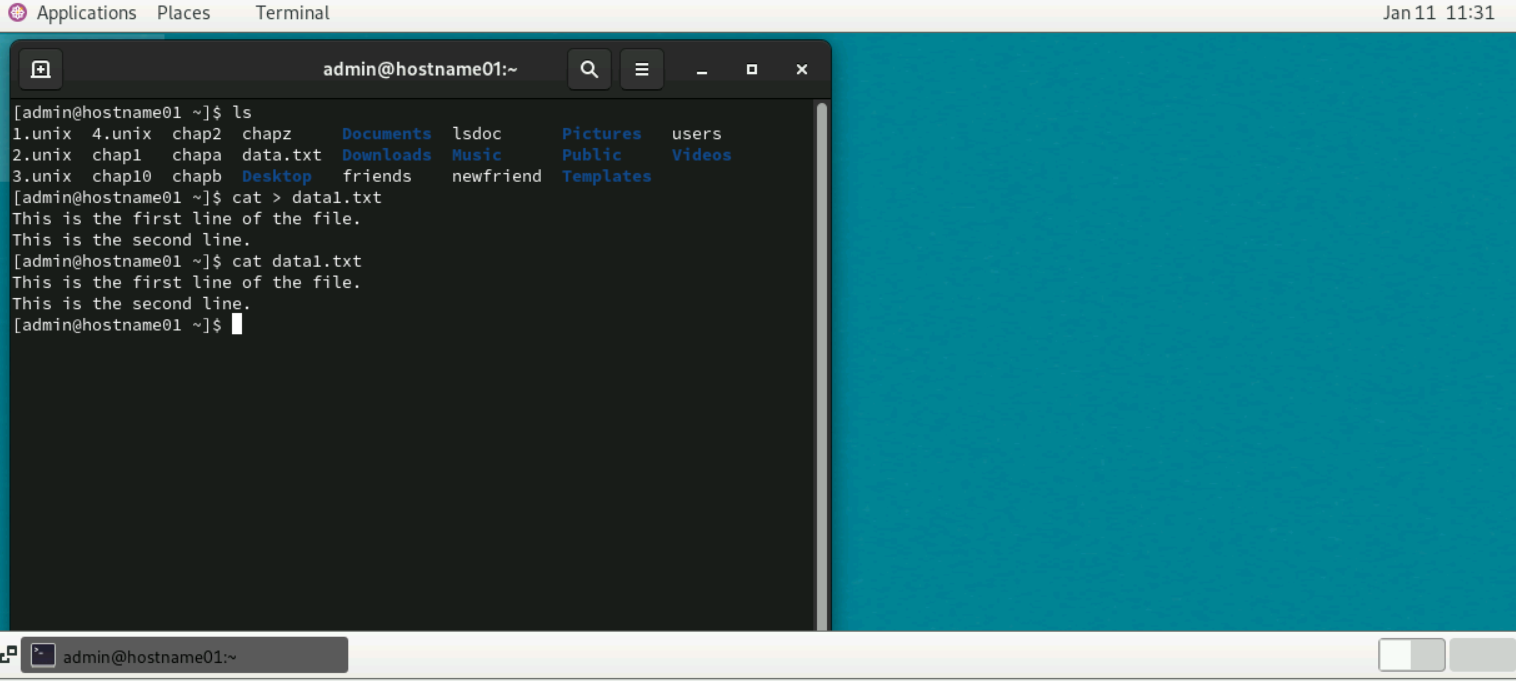 Applications Places Terminal Jan 11 11:31
admin@hostname01:~
[admin@hostname01 ~]$ ls
1.unix 4.unix chap2 chapz Documents lsdoc Pictures users
2.unix chap1 chapa data.txt Downloads Music Public Videos
3.unix chap10 chapb Desktop friends newfriend Templates
[admin@hostname01 ~]$ cat > data1.txt
This is the first line of the file.
This is the second line.
[admin@hostname01 ~]$ cat data1.txt
This is the first line of the file.
This is the second line.
[admin@hostname01 ~]$
admin@hostname01:~